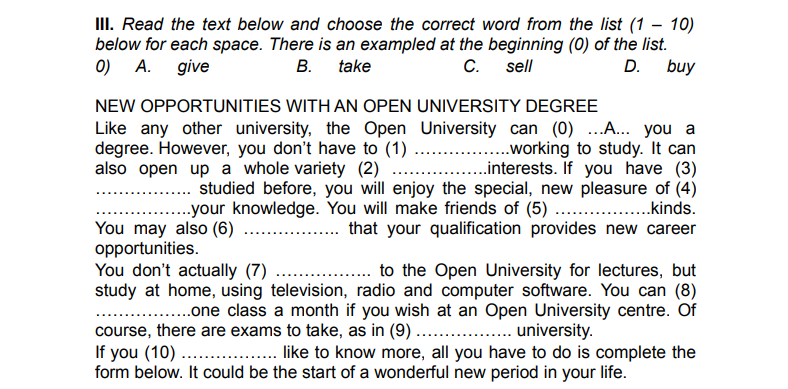 III. Read the text below and choose the correct word from the list (1 – 10)
below for each space. There is an exampled at the beginning (0) of the list.
0) A. give B. take C. sell D. buy
NEW OPPORTUNITIES WITH AN OPEN UNIVERSITY DEGREE
Like any other university, the Open University can (0) …A... you a
degree. However, you don't have to (1) ……………..working to study. It can
also open up a whole variety (2) ……………..interests. If you have (3)
…………….. studied before, you will enjoy the special, new pleasure of (4)
……………..your knowledge. You will make friends of (5) ……………..kinds.
You may also (6) …………….. that your qualification provides new career
opportunities.
You don't actually (7) …………….. to the Open University for lectures, but
study at home, using television, radio and computer software. You can (8)
……………..one class a month if you wish at an Open University centre. Of
course, there are exams to take, as in (9) …………….. university.
If you (10) …………….. like to know more, all you have to do is complete the
form below. It could be the start of a wonderful new period in your life.